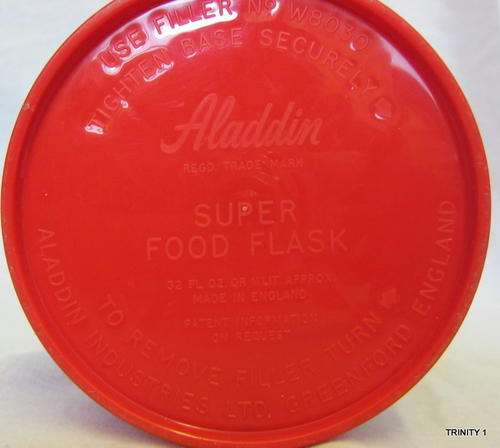 USE FILLER No W8030
TIGHTEN BASE SECURELY
Aladdin
REGD. TRADE MARK
SUPER
FOOD FLASK
32 FL. OZ. OR 1 LIT. APPROX.
MADE IN ENGLAND
PATENT INFORMATION
ON REQUEST
TO REMOVE FILLER TURN
ALADDIN INDUSTRIES LTD. GREENFORD ENGLAND
TRINITY 1